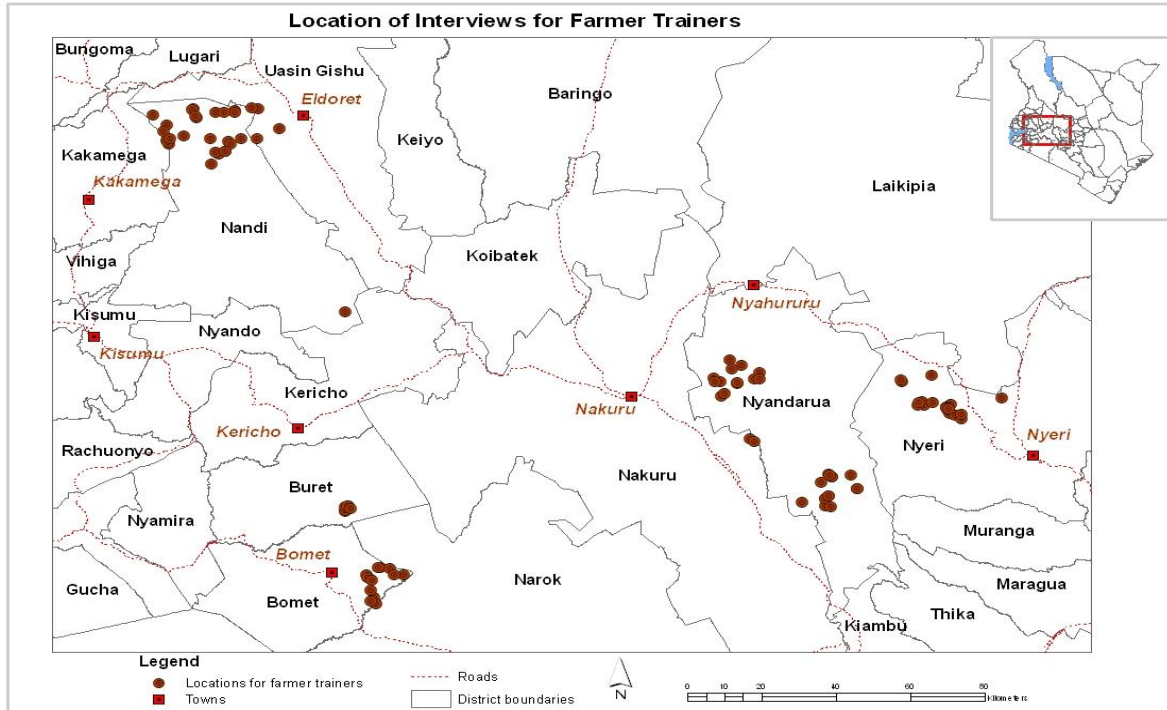 Location of Interviews for Farmer Trainers
Bungoma
Lugari
Uasin Gishu
Eldoret
Baringo
Keiyo
Kakamega
Kakamega
Laikipia
Nandi
Koibatek
Vihiga
Nyahururu
Kisumu
Nyando
Kisumu
Kericho
Nakuru
Nyandarua
Kericho
Nyeri
Nyeri
Rachuonyo
Nakuru
Buret
Nyamira
Muranga
Bomet
Maragua
Narok
Gucha
Bomet
Thika
Kiambu
Legend
Locations for farmer trainers
Towns
Roads
District boundaries
N
0 10 20 40 60 80
Kilometers